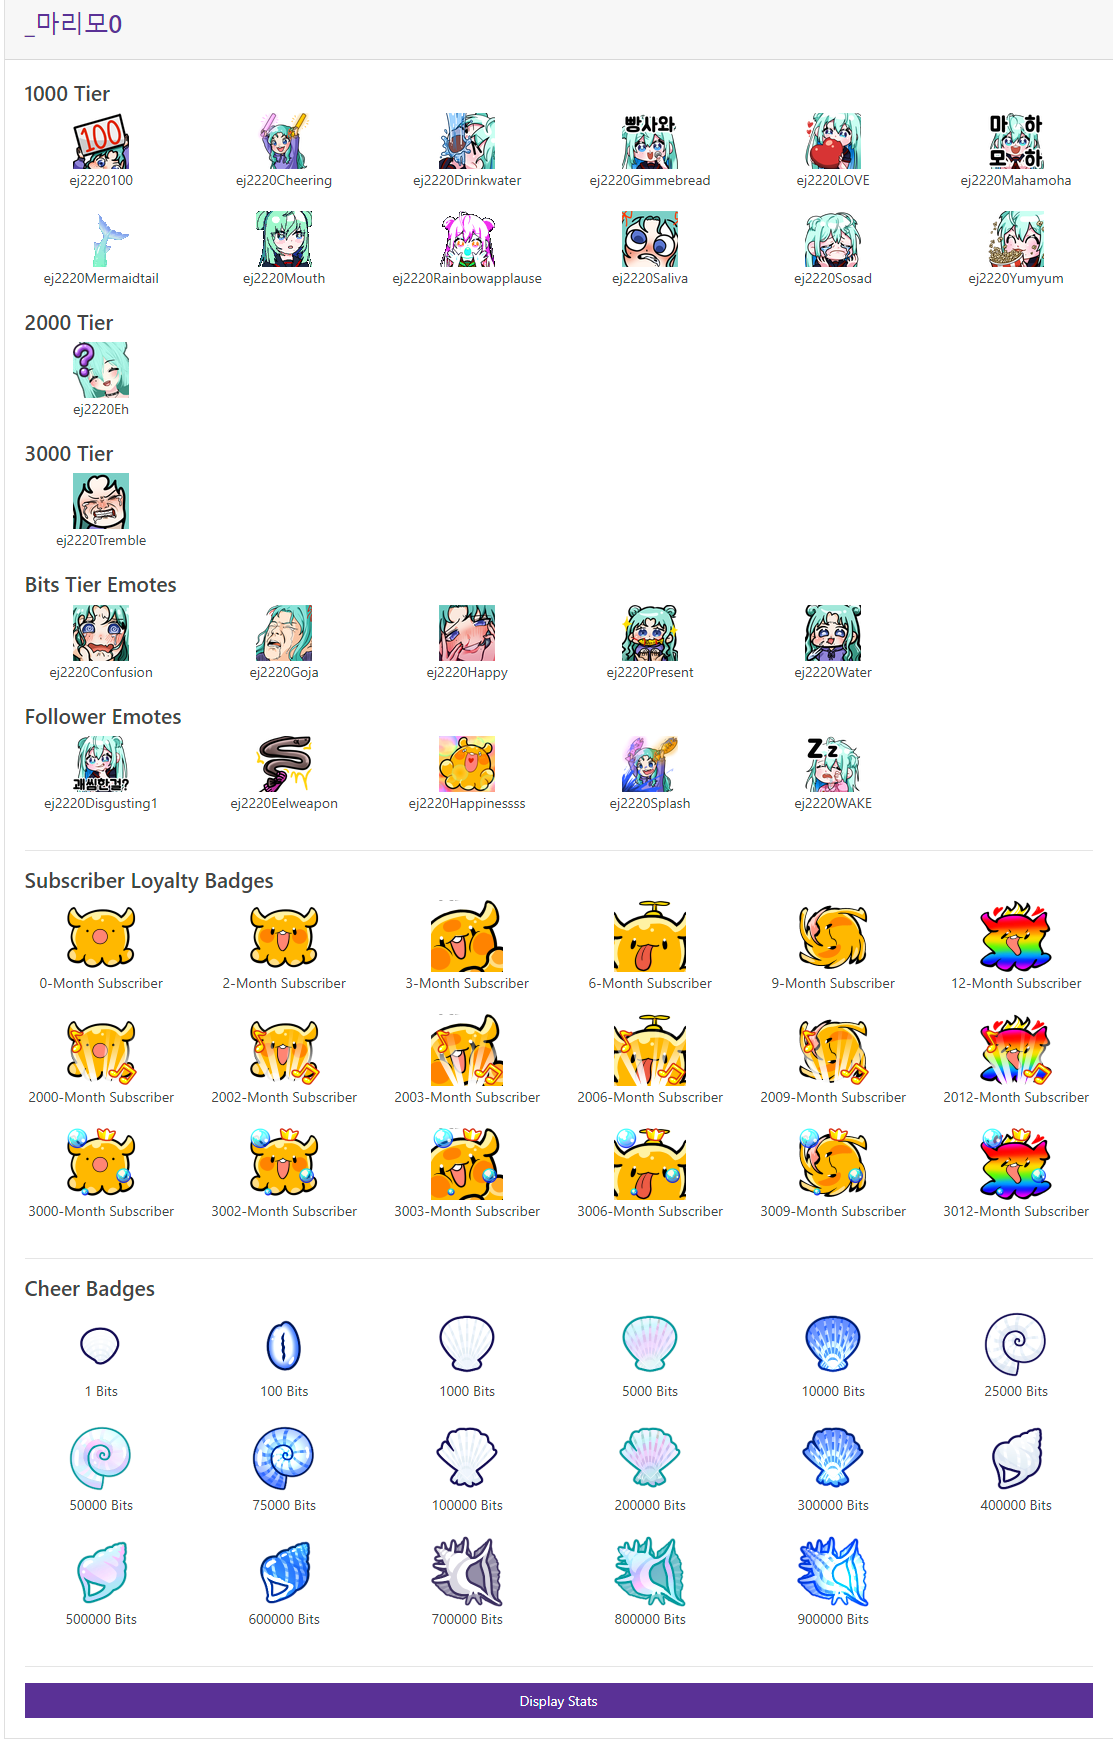 _마리모0
1000 Tier
100
빵사와
마 하
모 하
ej2220100 ej2220Cheering ej2220Drinkwater ej2220Gimmebread ej2220LOVE ej2220Mahamoha
ej2220Mermaidtail ej2220Mouth ej2220Rainbowapplause ej2220Saliva ej2220Sosad ej2220Yumyum
2000 Tier
?
ej2220Eh
3000 Tier
ej2220Tremble
Bits Tier Emotes
ej2220Confusion ej2220Goja ej2220Happy ej2220Present ej2220Water
Follower Emotes
Zz
괘씸한걸?
ej2220Disgusting1 ej2220Eelweapon ej2220Happinessss ej2220Splash ej2220WAKE
Subscriber Loyalty Badges
0-Month Subscriber 2-Month Subscriber 3-Month Subscriber 6-Month Subscriber 9-Month Subscriber 12-Month Subscriber
2000-Month Subscriber 2002-Month Subscriber 2003-Month Subscriber 2006-Month Subscriber 2009-Month Subscriber 2012-Month Subscriber
3000-Month Subscriber 3002-Month Subscriber 3003-Month Subscriber 3006-Month Subscriber 3009-Month Subscriber 3012-Month Subscriber
Cheer Badges
1 Bits 100 Bits 1000 Bits 5000 Bits 10000 Bits 25000 Bits
50000 Bits 75000 Bits 100000 Bits 200000 Bits 300000 Bits 400000 Bits
500000 Bits 600000 Bits 700000 Bits 800000 Bits 900000 Bits
Display Stats